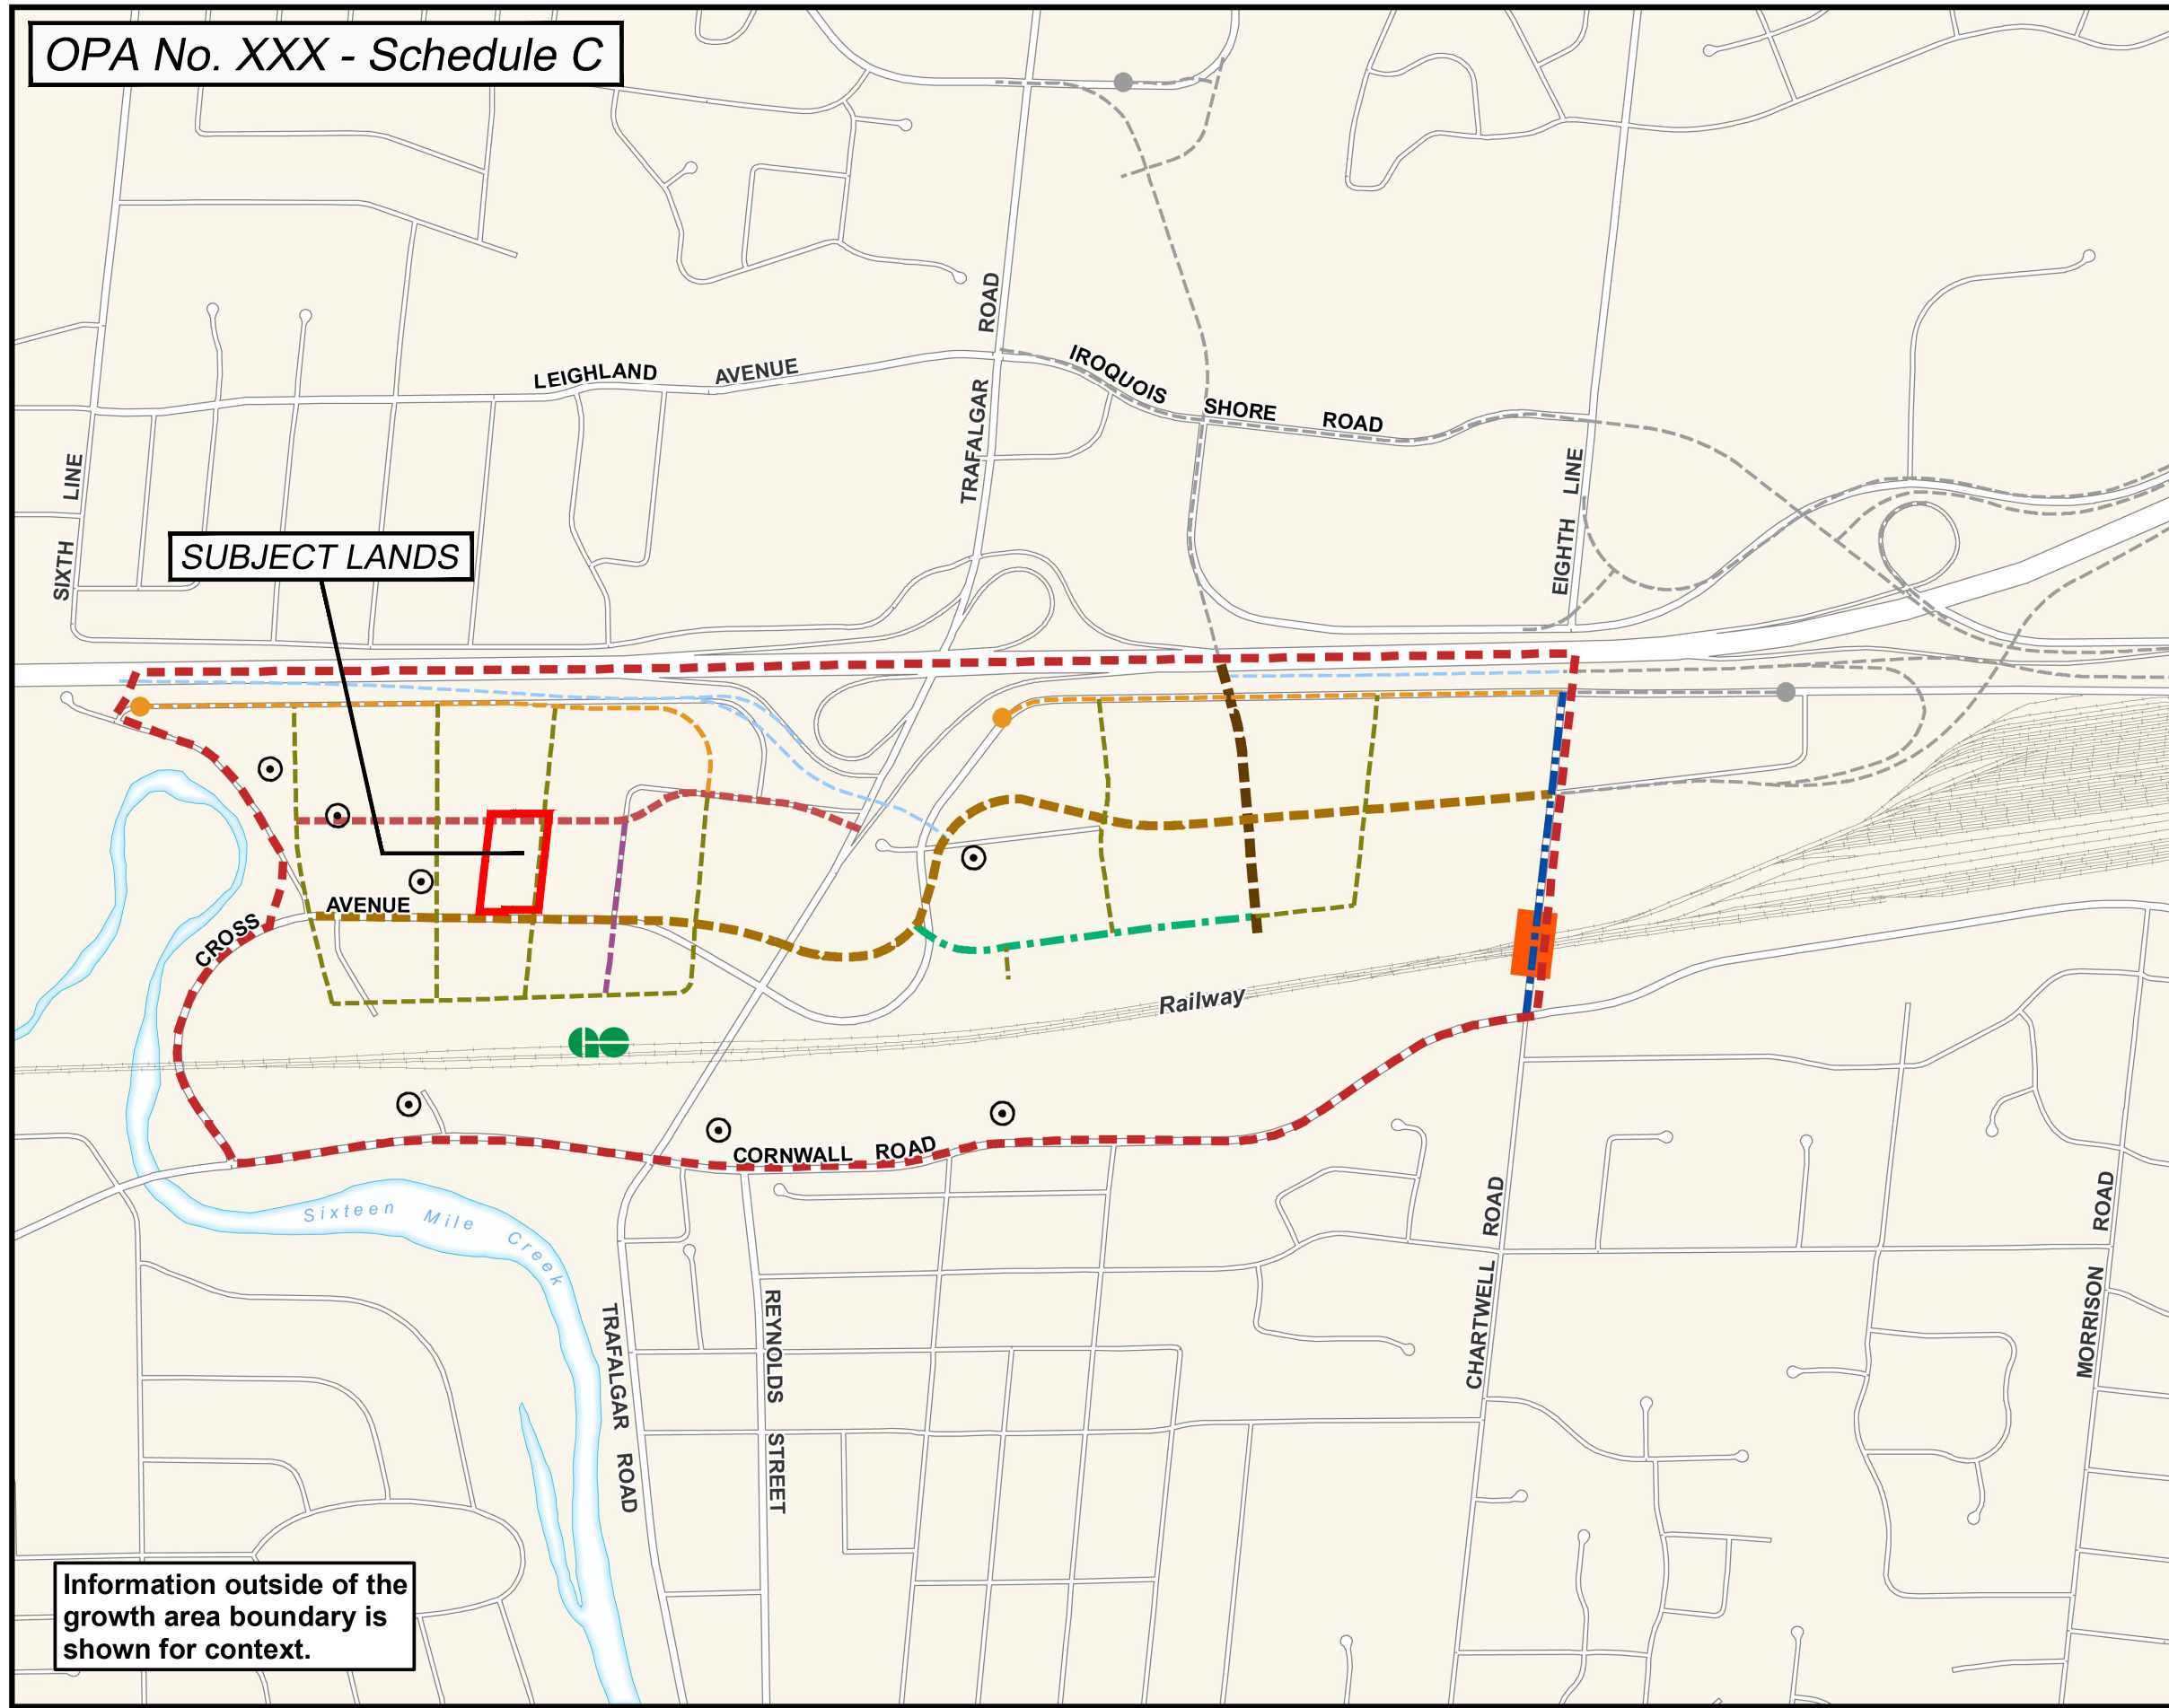 OPA No. XXX - Schedule C
ROAD
IROQUOIS
LEIGHLAND AVENUE
SHORE ROAD
TRAFALGAR
SIXTH LINE
EIGHTH LINE
SUBJECT LANDS
AVENUE
CROSS
Railway
CORNWALL ROAD
Sixteen Mile Creek
CHARTWELL ROAD
MORRISON ROAD
TRAFALGAR ROAD
REYNOLDS STREET
Information outside of the
growth area boundary is
shown for context.